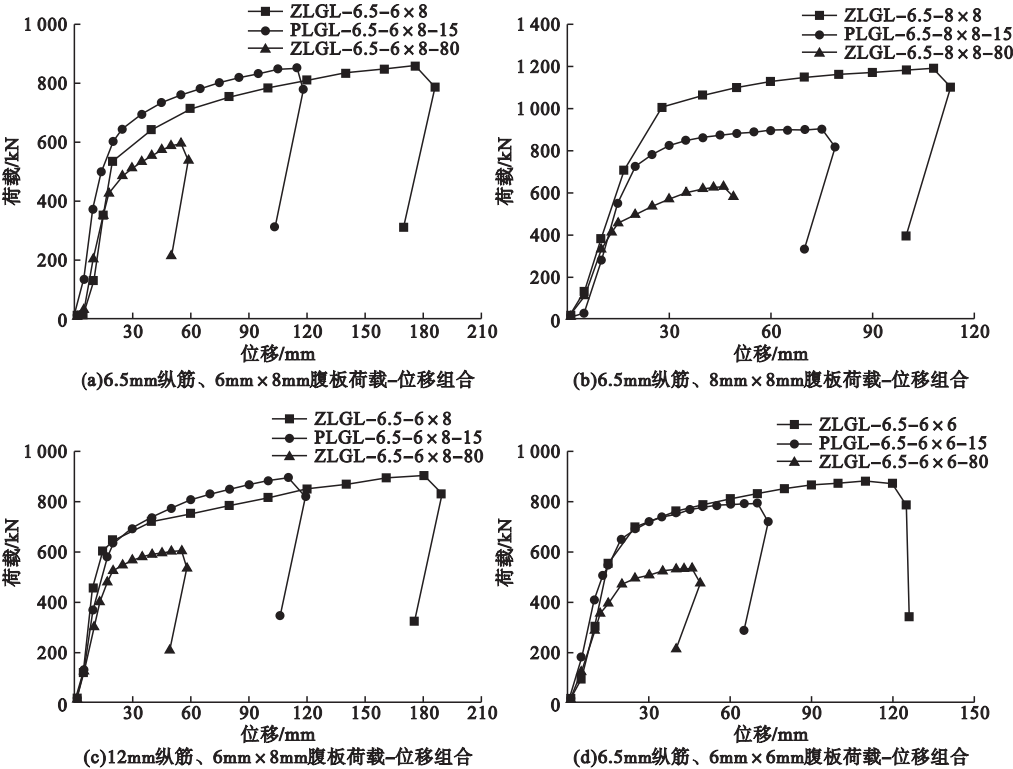 ZLGL-6.5-6×8
PLGL-6.5-6×8-15
ZLGL-6.5-6×8-80
1 000
800
600
400
200
0
荷载/kN
30 60 90 120 150 180 210
位移/mm
(a)6.5mm纵筋、6mm×8mm腹板荷载-位移组合
ZLGL-6.5-8×8
PLGL-6.5-8×8-15
ZLGL-6.5-8×8-80
1 400
1 200
1 000
800
600
400
200
0
荷载/kN
30 60 90 120
位移/mm
(b)6.5mm纵筋、8mm×8mm腹板荷载-位移组合
ZLGL-6.5-6×8
PLGL-6.5-6×8-15
ZLGL-6.5-6×8-80
1 000
800
600
400
200
0
荷载/kN
30 60 90 120 150 180 210
位移/mm
(c)12mm纵筋、6mm×8mm腹板荷载-位移组合
ZLGL-6.5-6×6
PLGL-6.5-6×6-15
ZLGL-6.5-6×6-80
1 000
800
600
400
200
0
荷载/kN
30 60 90 120 150
位移/mm
(d)6.5mm纵筋、6mm×6mm腹板荷载-位移组合